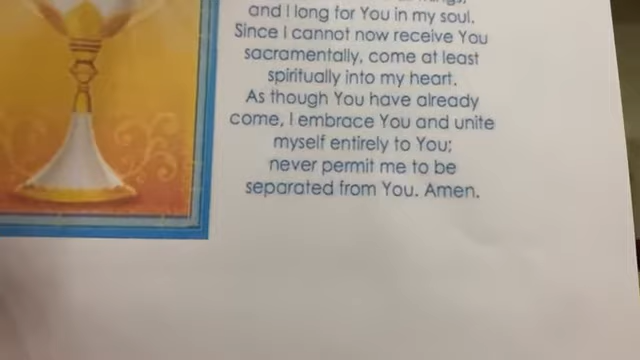 and I long for You in my soul.
Since I cannot now receive You
sacramentally, come at least
spiritually into my heart.
As though You have already
come, I embrace You and unite
myself entirely to You;
never permit me to be
separated from You. Amen.